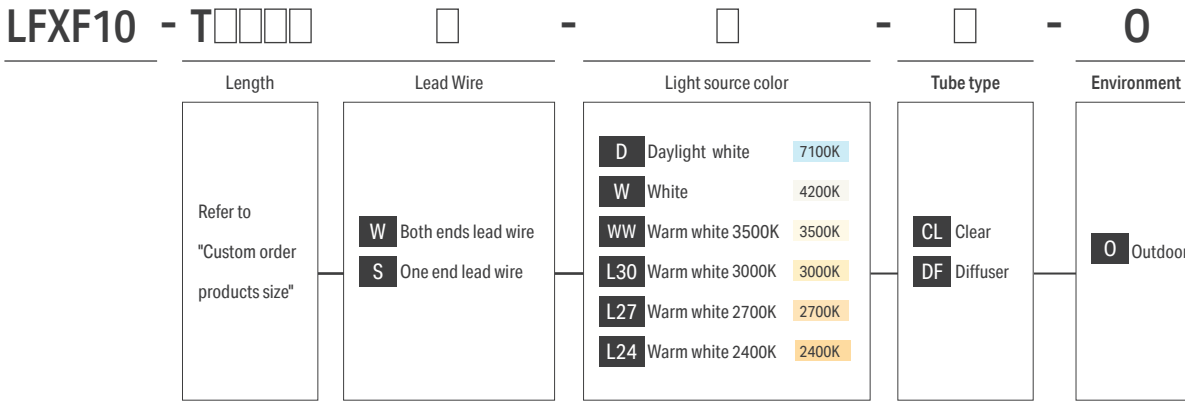 LFXF10 - T□□□□ □ - □ - □ - O
Length
Lead Wire
Light source color
Tube type
Environment
Refer to
"Custom order
products size"
W Both ends lead wire
S One end lead wire
D Daylight white 7100K
W White 4200K
WW Warm white 3500K 3500K
L30 Warm white 3000K 3000K
L27 Warm white 2700K 2700K
L24 Warm white 2400K 2400K
CL Clear
DF Diffuser
O Outdoor